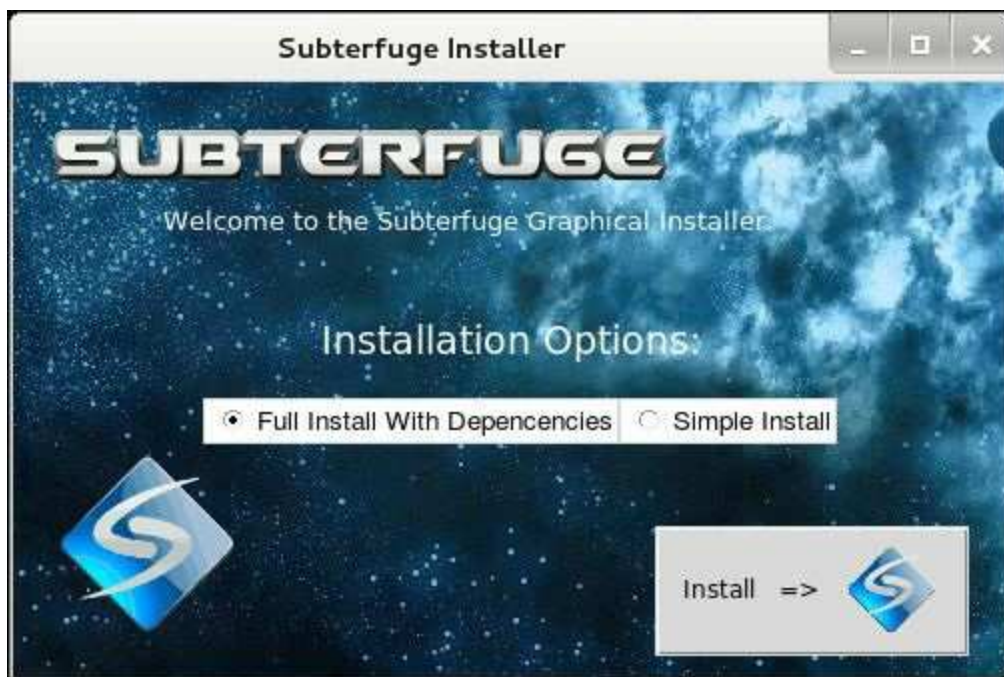 Subterfuge Installer
SUBTERFUGE
Welcome to the Subterfuge Graphical Installer.
Installation Options:
Full Install With Depencencies Simple Install
Install =>